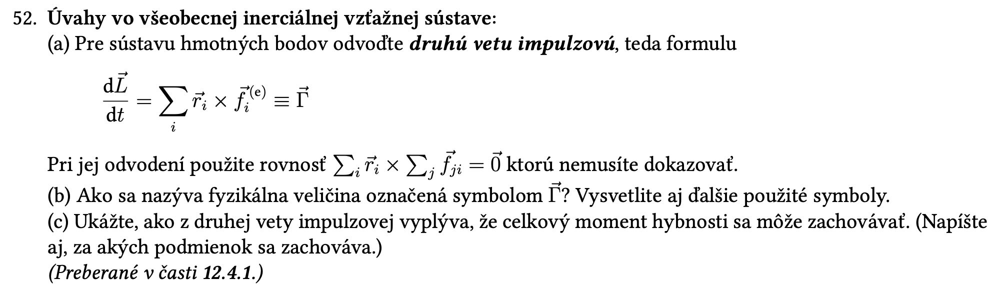 52. Úvahy vo všeobecnej inerciálnej vzťažnej sústave:
(a) Pre sústavu hmotných bodov odvoďte druhú vetu impulzovú, teda formulu
$\frac{\mathrm{d}\vec{L}}{\mathrm{d}t} = \sum_i \vec{r}_i \times \vec{f}_i^{(\mathrm{e})} \equiv \vec{\Gamma}$
Pri jej odvodení použite rovnosť $\sum_i \vec{r}_i \times \sum_j \vec{f}_{ji} = \vec{0}$ ktorú nemusíte dokazovať.
(b) Ako sa nazýva fyzikálna veličina označená symbolom $\vec{\Gamma}$? Vysvetlite aj ďalšie použité symboly.
(c) Ukážte, ako z druhej vety impulzovej vyplýva, že celkový moment hybnosti sa môže zachovávať. (Napíšte
aj, za akých podmienok sa zachováva.)
(Preberané v časti 12.4.1.)